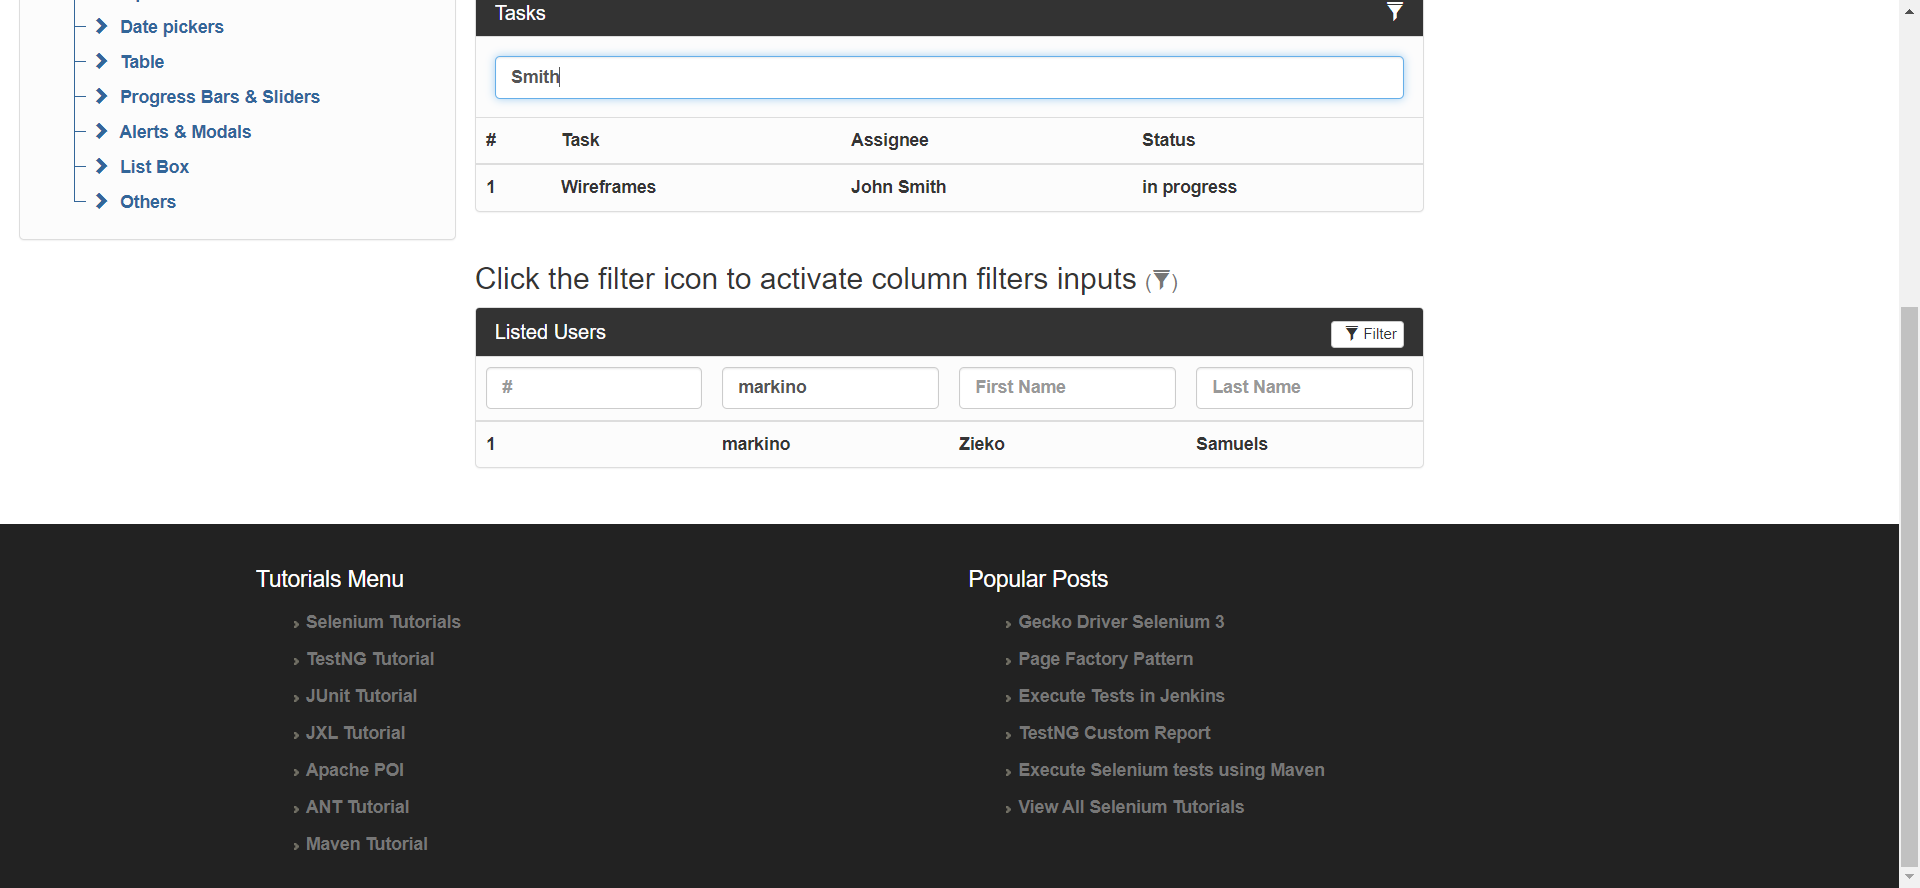 Date pickers
Table
Progress Bars & Sliders
Alerts & Modals
List Box
Others
Tasks
Smith
# Task Assignee Status
1 Wireframes John Smith in progress
Click the filter icon to activate column filters inputs ( )
Listed Users Filter
# markino First Name Last Name
1 markino Zieko Samuels
Tutorials Menu
Selenium Tutorials
TestNG Tutorial
JUnit Tutorial
JXL Tutorial
Apache POI
ANT Tutorial
Maven Tutorial
Popular Posts
Gecko Driver Selenium 3
Page Factory Pattern
Execute Tests in Jenkins
TestNG Custom Report
Execute Selenium tests using Maven
View All Selenium Tutorials